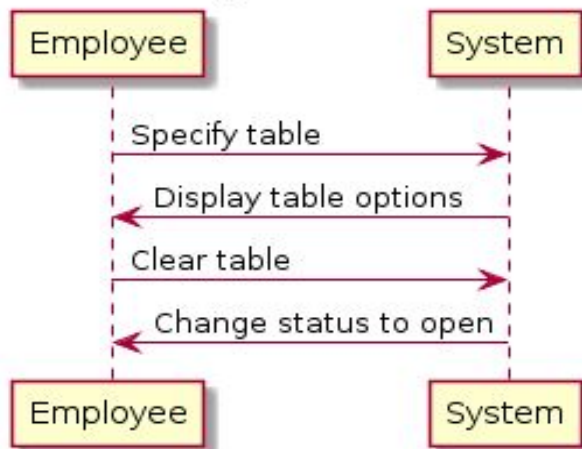 Employee System
Specify table
Display table options
Clear table
Change status to open
Employee System